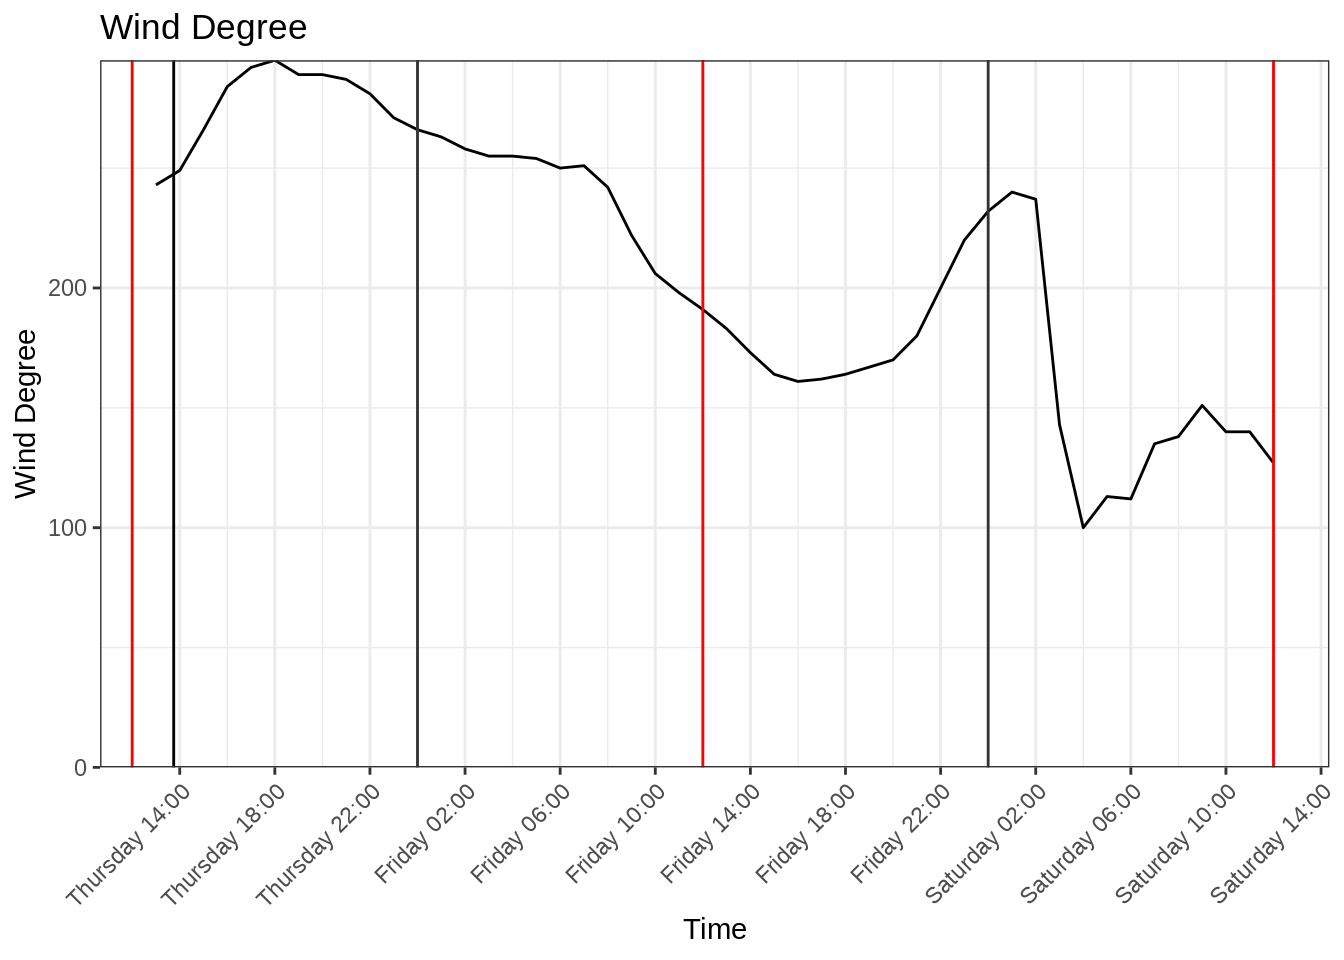 Wind Degree
Wind Degree
200
100
0
Thursday 14:00
Thursday 18:00
Thursday 22:00
Friday 02:00
Friday 06:00
Friday 10:00
Friday 14:00
Friday 18:00
Friday 22:00
Saturday 02:00
Saturday 06:00
Saturday 10:00
Saturday 14:00
Time